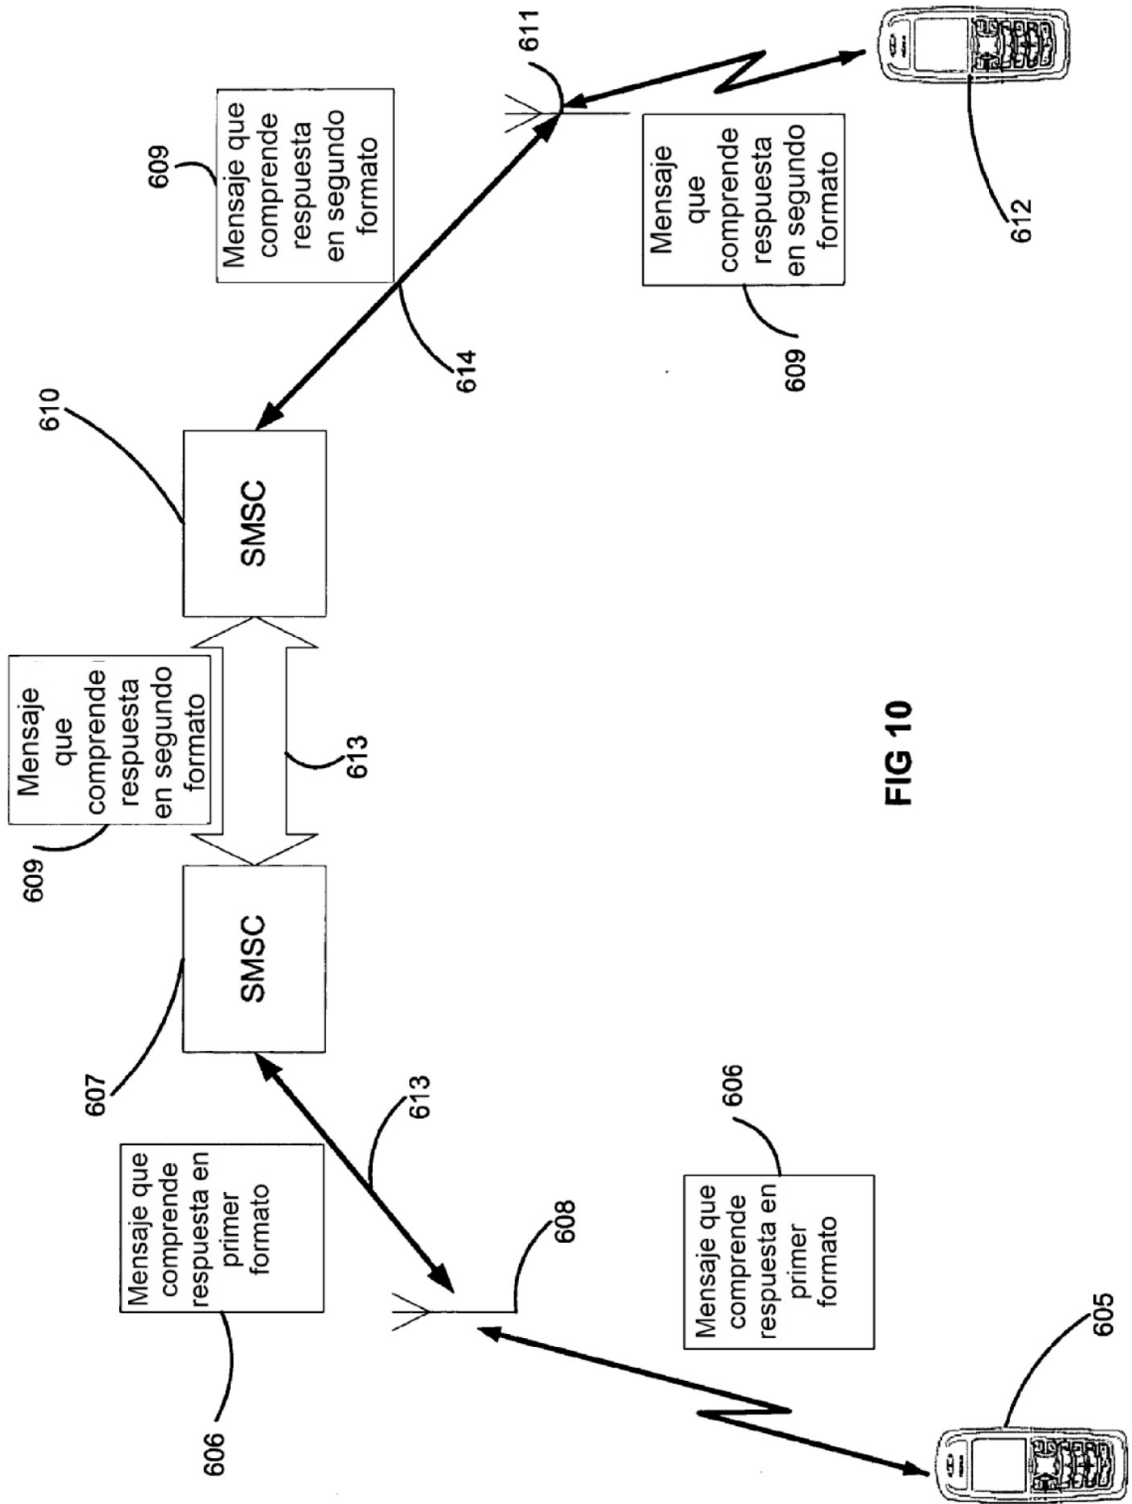 609
Mensaje
que
comprende
respuesta
en segundo
formato
610
609
Mensaje que
comprende
respuesta
en segundo
formato
611
607
SMSC
SMSC
606
Mensaje que
comprende
respuesta en
primer
formato
613
613
614
608
606
Mensaje que
comprende
respuesta en
primer
formato
609
Mensaje
que
comprende
respuesta
en segundo
formato
605
612
FIG 10